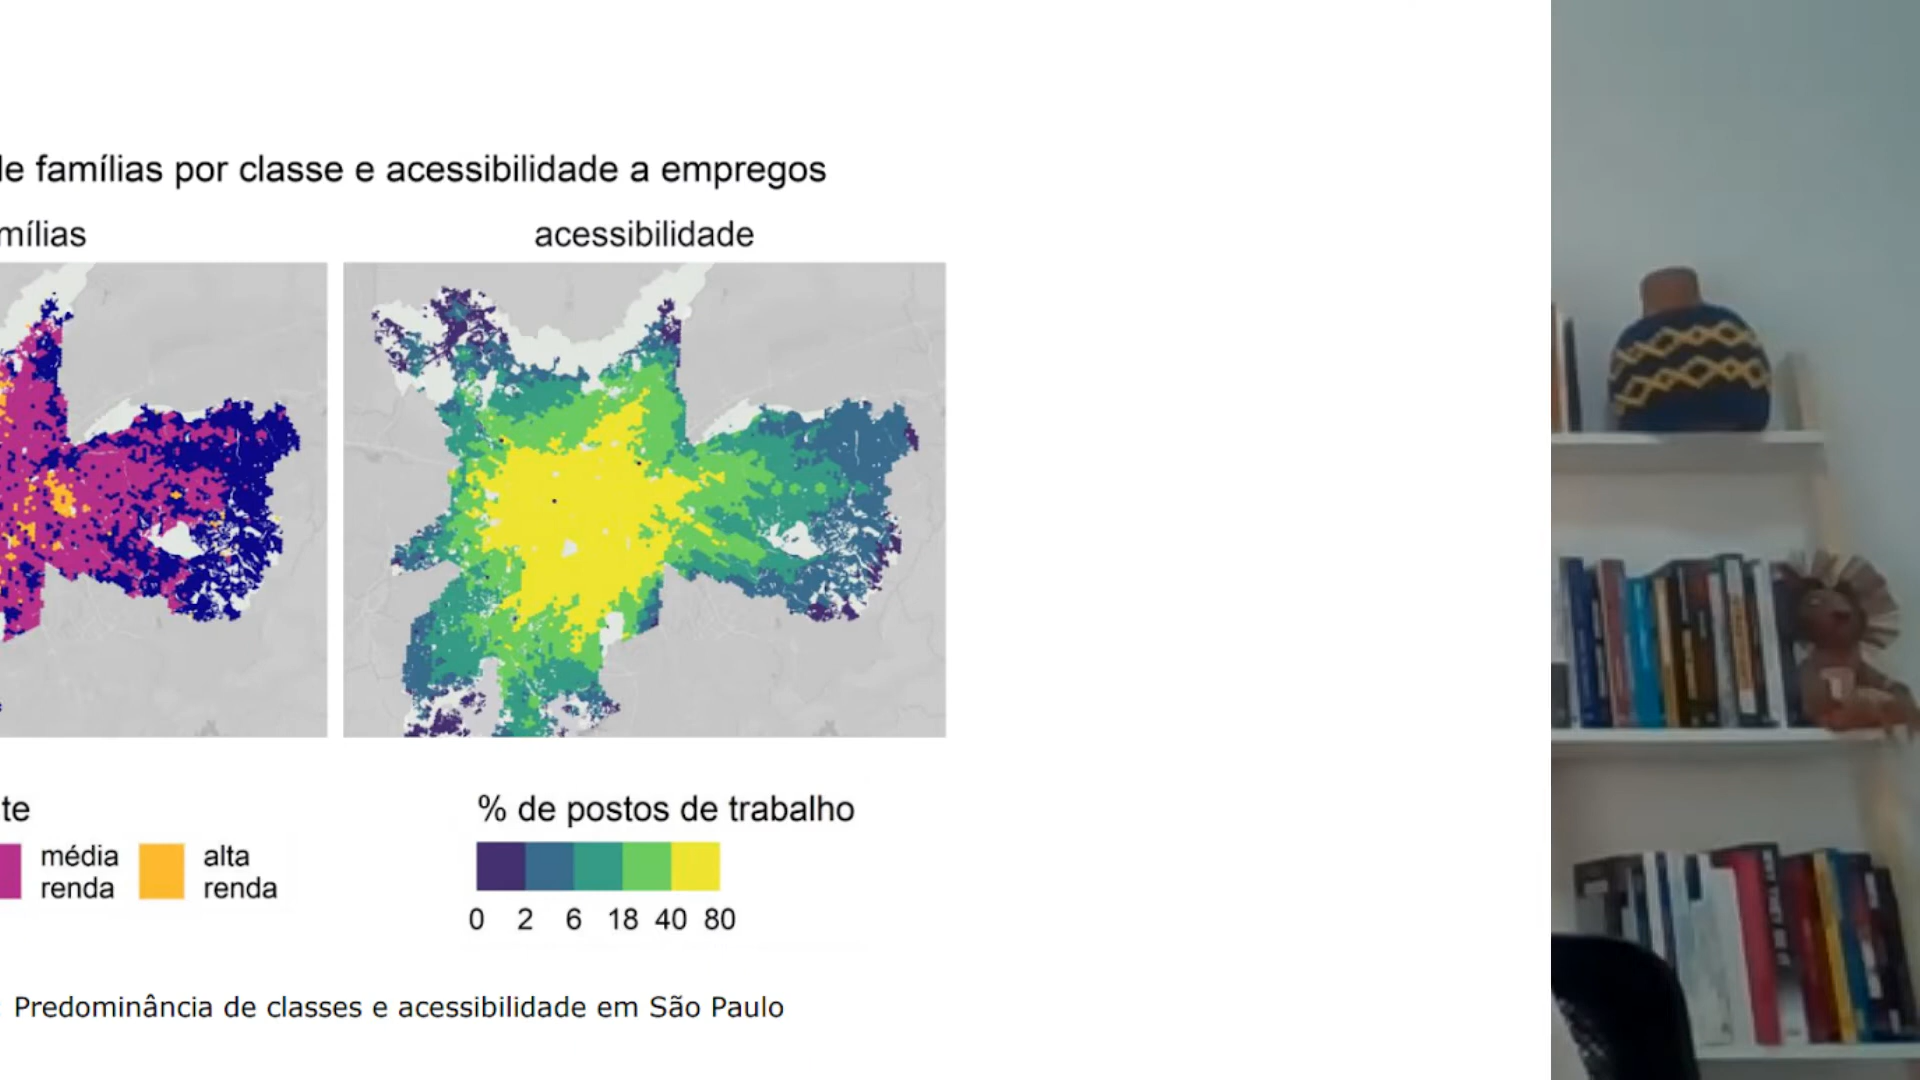 le famílias por classe e acessibilidade a empregos
mílias
acessibilidade
te
média
renda
alta
renda
% de postos de trabalho
0 2 6 18 40 80
: Predominância de classes e acessibilidade em São Paulo